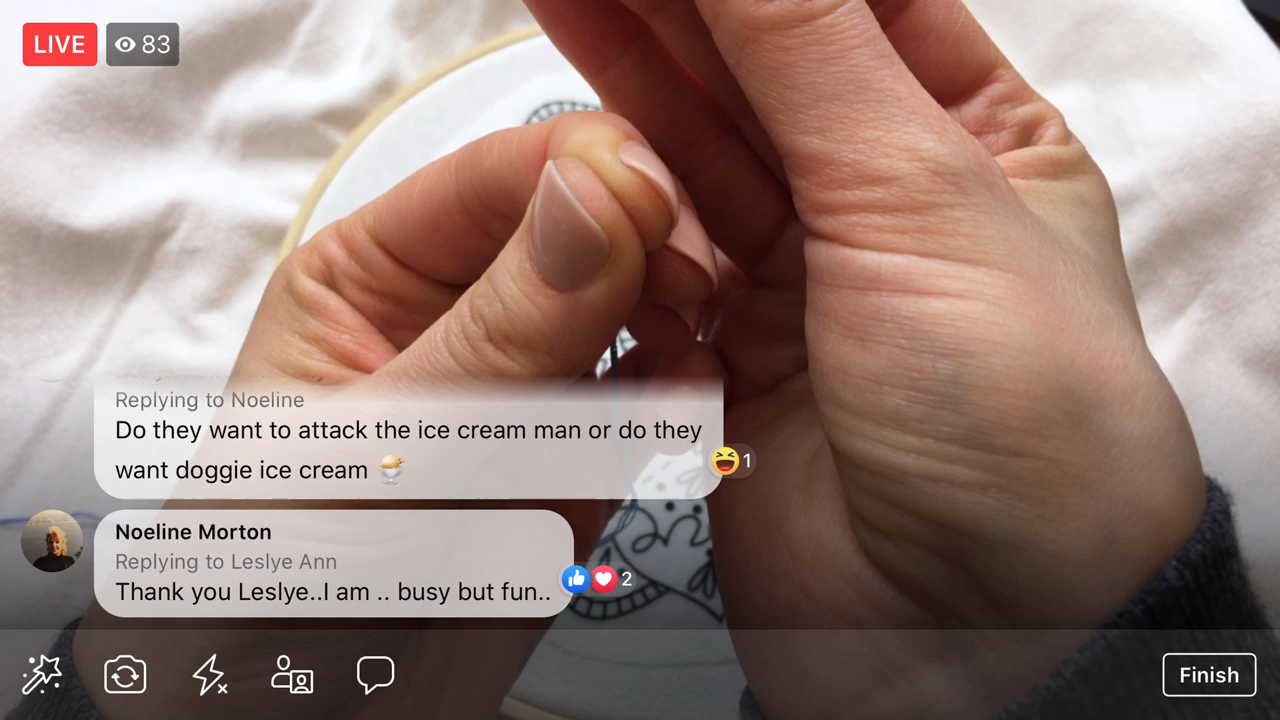 LIVE 83
Replying to Noeline
Do they want to attack the ice cream man or do they
want doggie ice cream 🍨
1
Noeline Morton
Replying to Leslye Ann
Thank you Leslye..I am .. busy but fun..
2
Finish